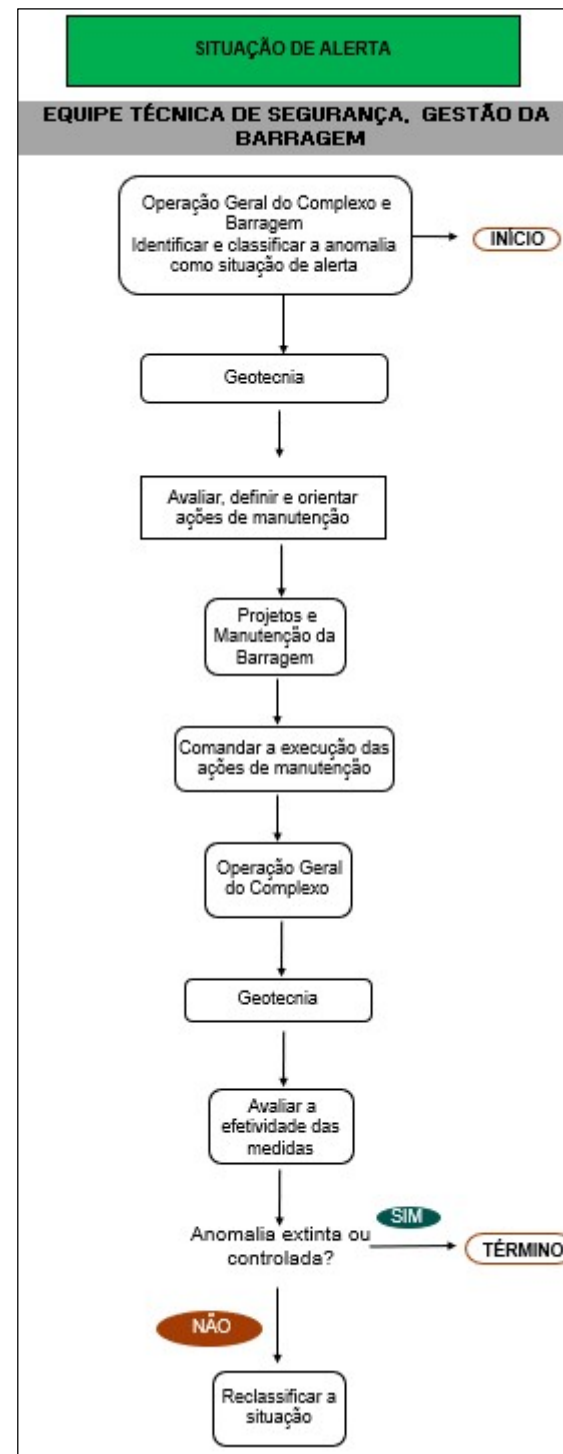 SITUAÇÃO DE ALERTA
EQUIPE TÉCNICA DE SEGURANÇA, GESTÃO DA
BARRAGEM
Operação Geral do Complexo e
Barragem
Identificar e classificar a anomalia
como situação de alerta
INÍCIO
Geotecnia
Avaliar, definir e orientar
ações de manutenção
Projetos e
Manutenção da
Barragem
Comandar a execução das
ações de manutenção
Operação Geral
do Complexo
Geotecnia
Avaliar a
efetividade das
medidas
Anomalia extinta ou
controlada?
SIM
TÉRMINO
NÃO
Reclassificar a
situação